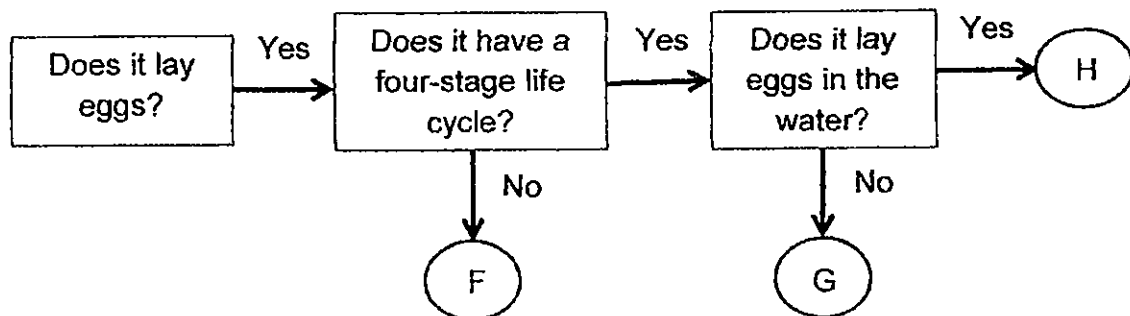 Does it lay
eggs?
Yes
Does it have a
four-stage life
cycle?
Yes
Does it lay
eggs in the
water?
Yes
H
No
F
No
G